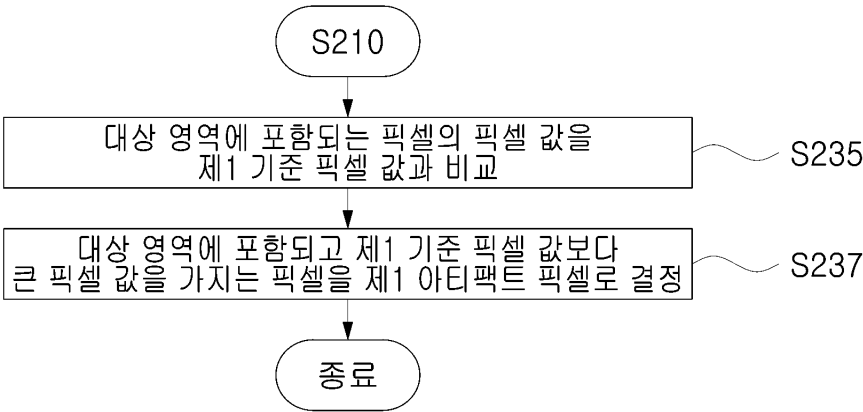 S210
대상 영역에 포함되는 픽셀의 픽셀 값을
제1 기준 픽셀 값과 비교
S235
대상 영역에 포함되고 제1 기준 픽셀 값보다
큰 픽셀 값을 가지는 픽셀을 제1 아티팩트 픽셀로 결정
S237
종료